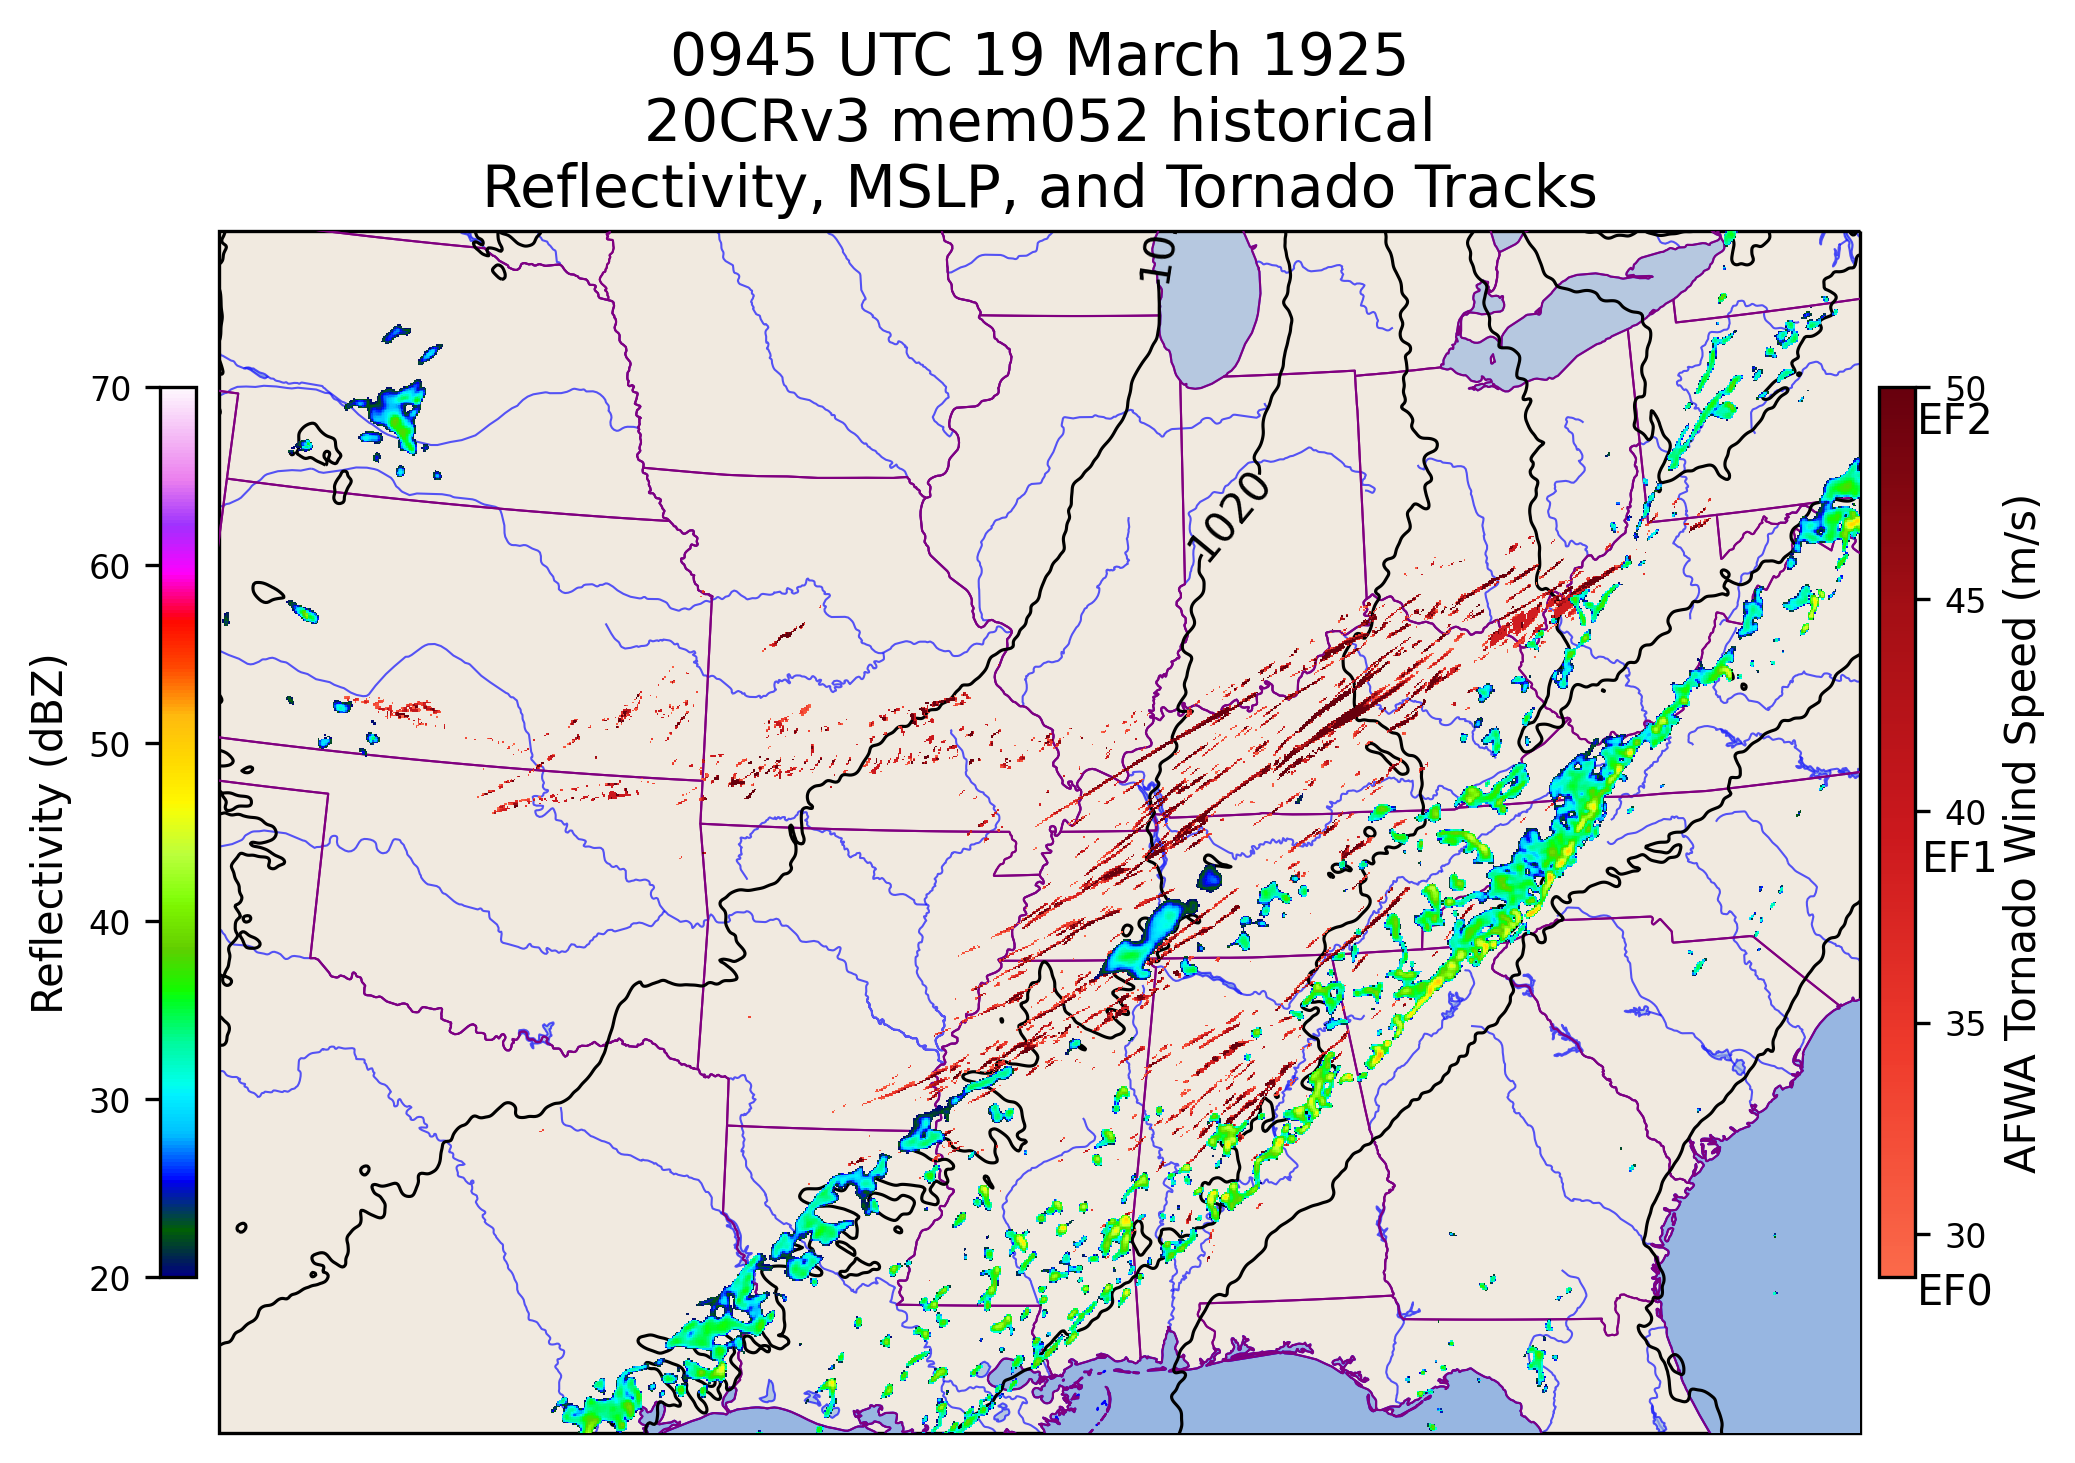 0945 UTC 19 March 1925
20CRv3 mem052 historical
Reflectivity, MSLP, and Tornado Tracks
10
1020
70
60
50
40
30
20
Reflectivity (dBZ)
50
EF2
45
40
EF1
35
30
EF0
AFWA Tornado Wind Speed (m/s)